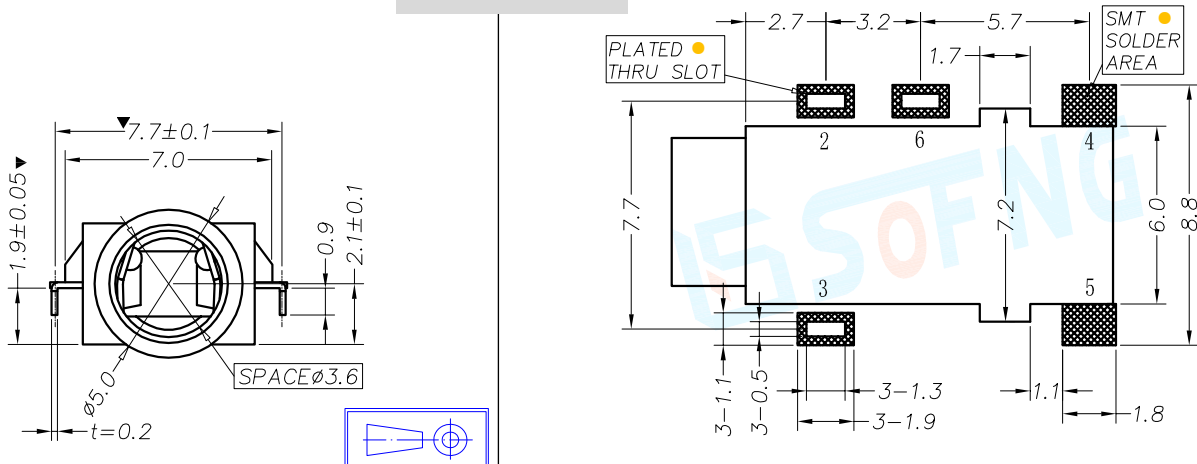 ▼7.7±0.1
7.0
1.9±0.05▼
0.9
2.1±0.1
SPACEø3.6
ø5.0
t=0.2
2.7
3.2
5.7
1.7
PLATED
THRU SLOT
SMT
SOLDER
AREA
2
6
4
7.7
7.2
6.0
8.8
SOFNG
3
5
3-1.1
3-0.5
3-1.3
3-1.9
1.1
1.8